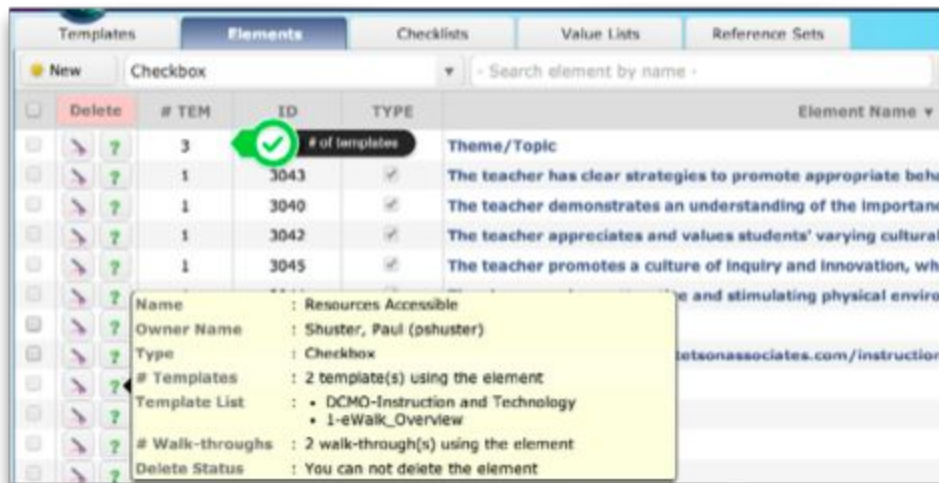 Templates Elements Checklists Value Lists Reference Sets
New Checkbox - Search element by name -
Delete # TEM ID TYPE Element Name
? 3 # of templates Theme/Topic
? 1 3043 The teacher has clear strategies to promote appropriate beha
? 1 3040 The teacher demonstrates an understanding of the importanc
? 1 3042 The teacher appreciates and values students' varying cultural
? 1 3045 The teacher promotes a culture of inquiry and innovation, wh
? e and stimulating physical enviro
Name : Resources Accessible
? Owner Name : Shuster, Paul (pshuster)
? Type : Checkbox tetsonassociates.com/instruction
? # Templates : 2 template(s) using the element
? Template List : • DCMO-Instruction and Technology
• 1-eWalk_Overview
? # Walk-throughs : 2 walk-through(s) using the element
? Delete Status : You can not delete the element